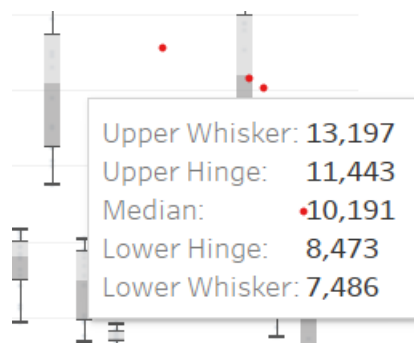 Upper Whisker: 13,197
Upper Hinge: 11,443
Median: 10,191
Lower Hinge: 8,473
Lower Whisker: 7,486